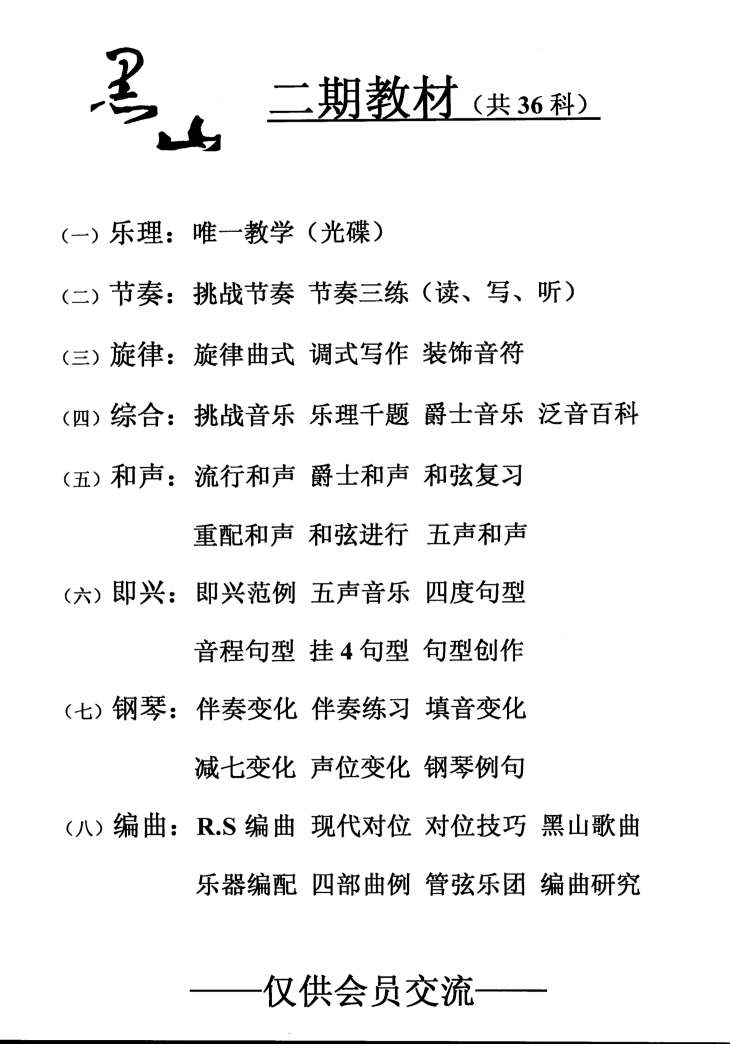 黑山
二期教材（共 36 科）
（一）乐理：唯一教学（光碟）
（二）节奏：挑战节奏 节奏三练（读、写、听）
（三）旋律：旋律曲式 调式写作 装饰音符
（四）综合：挑战音乐 乐理千题 爵士音乐 泛音百科
（五）和声：流行和声 爵士和声 和弦复习
重配和声 和弦进行 五声和声
（六）即兴：即兴范例 五声音乐 四度句型
音程句型 挂 4 句型 句型创作
（七）钢琴：伴奏变化 伴奏练习 填音变化
减七变化 声位变化 钢琴例句
（八）编曲：R.S 编曲 现代对位 对位技巧 黑山歌曲
乐器编配 四部曲例 管弦乐团 编曲研究
——仅供会员交流——